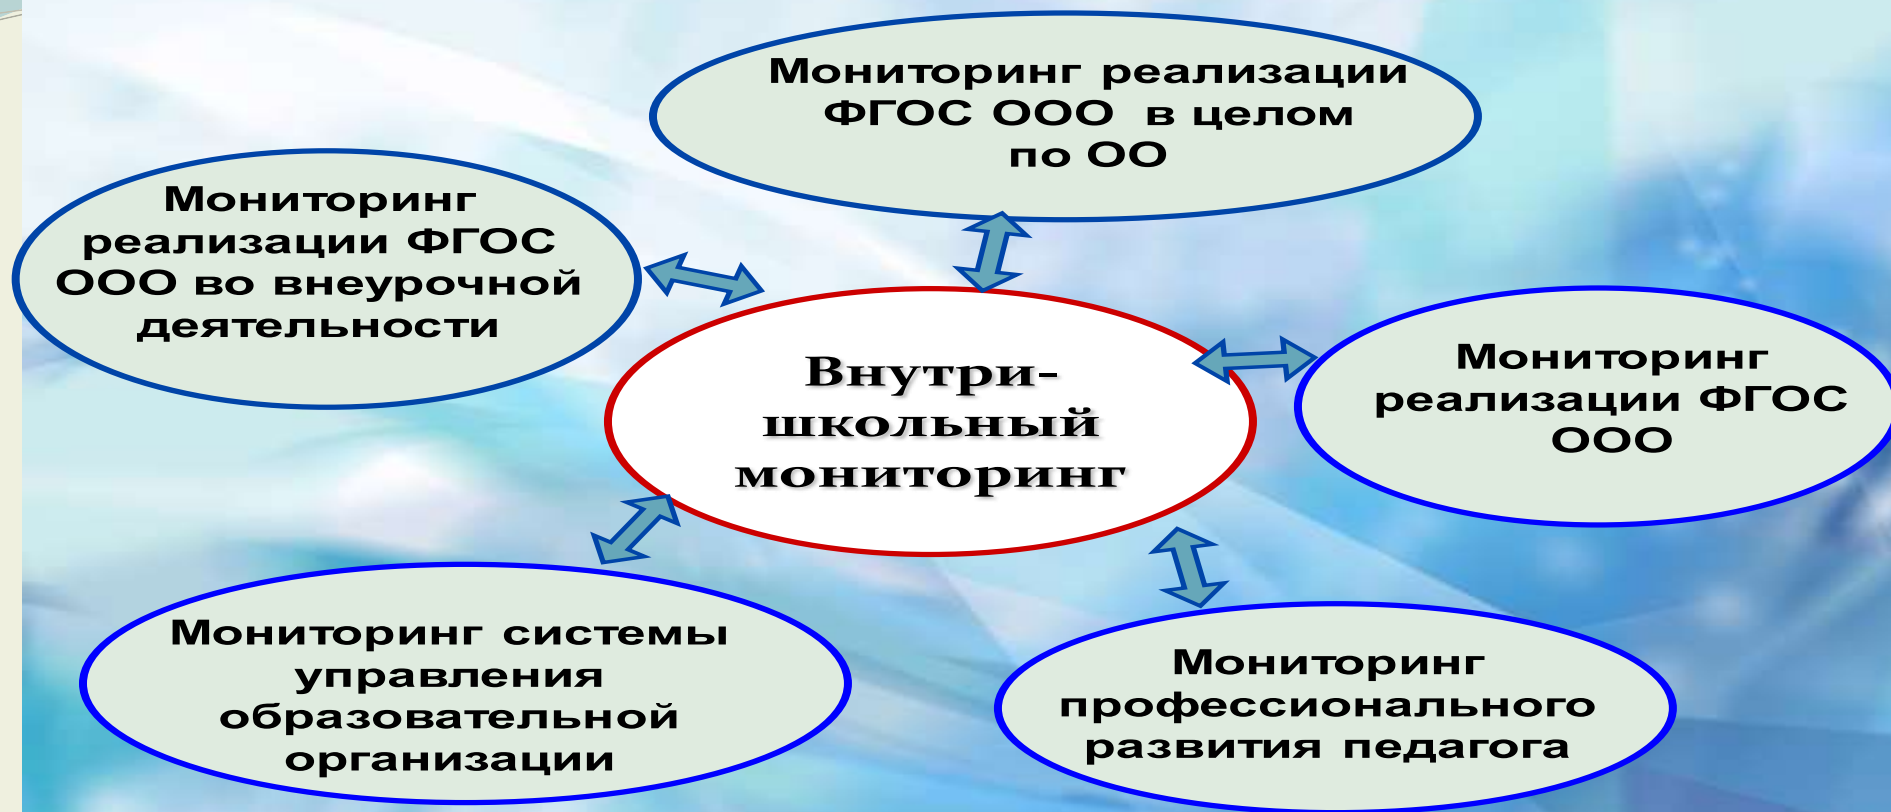 Мониторинг реализации
ФГОС ООО в целом
по ОО
Мониторинг
реализации ФГОС
ООО во внеурочной
деятельности
Внутри-
школьный
мониторинг
Мониторинг
реализации ФГОС
ООО
Мониторинг системы
управления
образовательной
организации
Мониторинг
профессионального
развития педагога